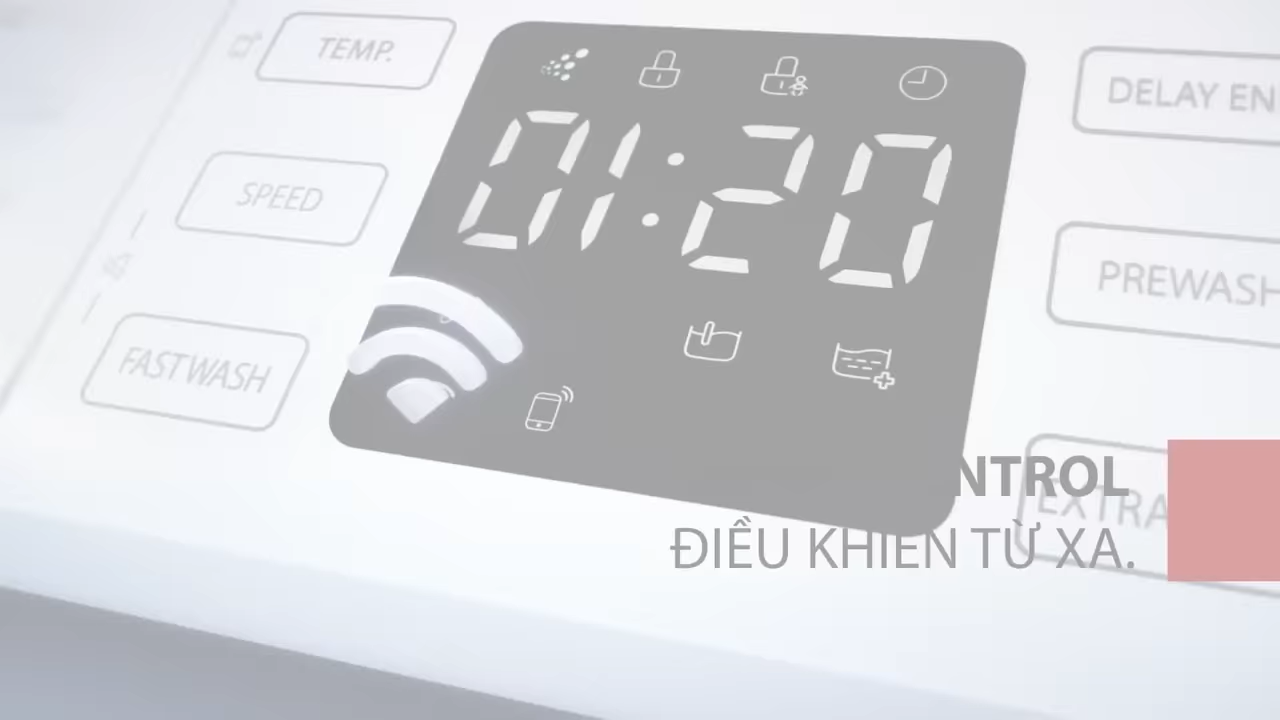 TEMP.
01:20
DELAY EN
SPEED
PREWASH
FASTWASH
NTROL
EXTRA
ĐIỀU KHIỂN TỪ XA.